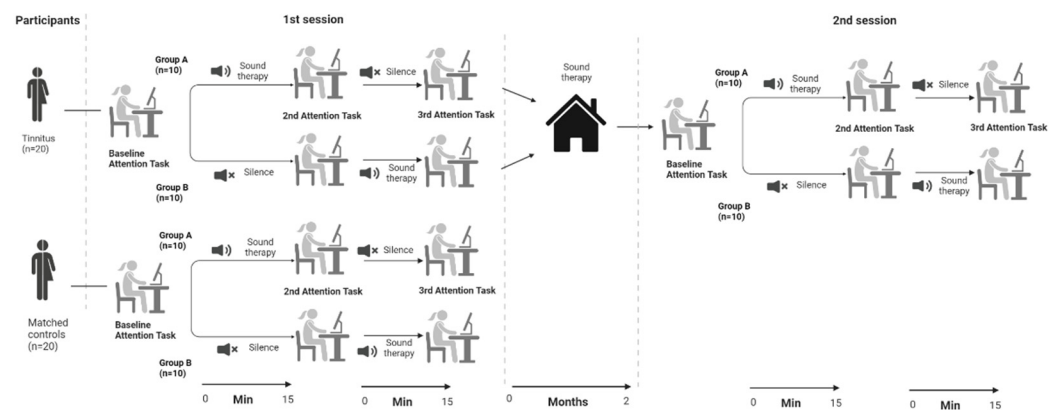 Participants
1st session
2nd session
Tinnitus
(n=20)
Baseline
Attention Task
Group A
(n=10)
Sound
therapy
2nd Attention Task
Silence
3rd Attention Task
Group B
(n=10)
Silence
Sound
therapy
Sound
therapy
Baseline
Attention Task
Group A
(n=10)
Sound
therapy
2nd Attention Task
Silence
3rd Attention Task
Group B
(n=10)
Silence
Sound
therapy
Matched
controls
(n=20)
Baseline
Attention Task
Group A
(n=10)
Sound
therapy
2nd Attention Task
Silence
3rd Attention Task
Group B
(n=10)
Silence
Sound
therapy
0 Min 15
0 Min 15
0 Months 2
0 Min 15
0 Min 15